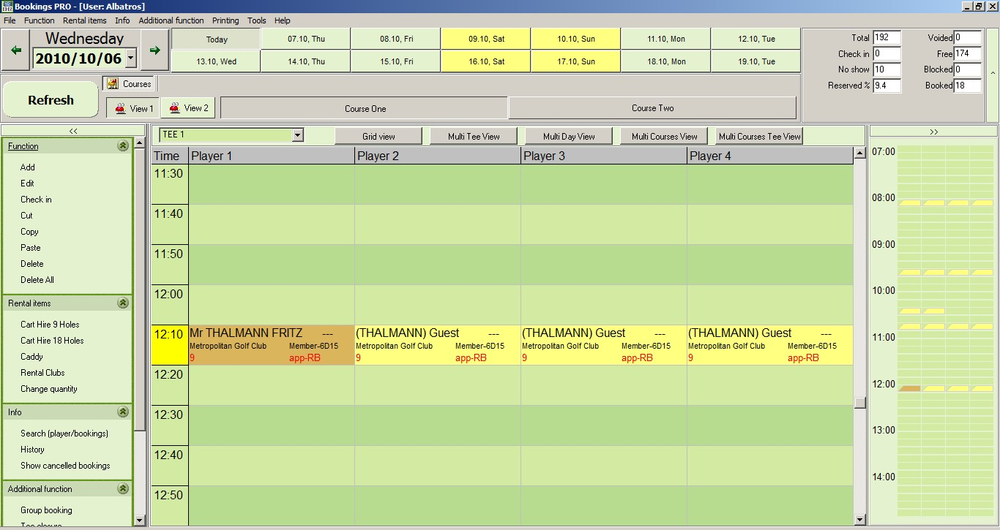 Bookings PRO - [User: Albatros]
File Function Rental items Info Additional function Printing Tools Help
Wednesday
2010/10/06
Today 07.10, Thu 08.10, Fri 09.10, Sat 10.10, Sun 11.10, Mon 12.10, Tue
13.10, Wed 14.10, Thu 15.10, Fri 16.10, Sat 17.10, Sun 18.10, Mon 19.10, Tue
Total 192 Voided 0
Check in 0 Free 174
No show 10 Blocked 0
Reserved % 9.4 Booked 18
Refresh
Courses
View 1 View 2
Course One Course Two
<<
Function
Add
Edit
Check in
Cut
Copy
Paste
Delete
Delete All
Rental items
Cart Hire 9 Holes
Cart Hire 18 Holes
Caddy
Rental Clubs
Change quantity
Info
Search (player/bookings)
History
Show cancelled bookings
Additional function
Group booking
Tee closure
TEE 1 Grid view Multi Tee View Multi Day View Multi Courses View Multi Courses Tee View
Time Player 1 Player 2 Player 3 Player 4
11:30
11:40
11:50
12:00
12:10 Mr THALMANN FRITZ --- (THALMANN) Guest --- (THALMANN) Guest --- (THALMANN) Guest ---
Metropolitan Golf Club Member-6D15 Metropolitan Golf Club Member-6D15 Metropolitan Golf Club Member-6D15 Metropolitan Golf Club Member-6D15
9 app-RB 9 app-RB 9 app-RB 9 app-RB
12:20
12:30
12:40
12:50
>>
07:00
08:00
09:00
10:00
11:00
12:00
13:00
14:00